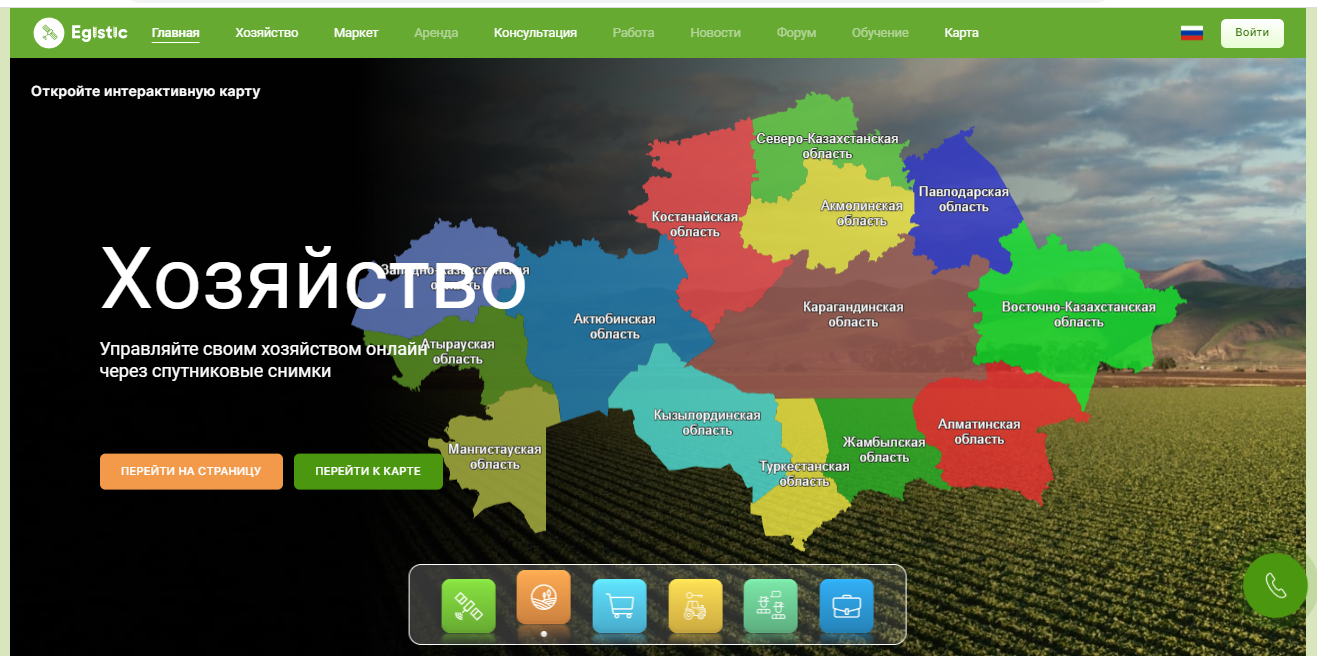 Egistic Главная Хозяйство Маркет Аренда Консультация Работа Новости Форум Обучение Карта Войти
Откройте интерактивную карту
Северо-Казахстанская
область
Павлодарская
область
Акмолинская
область
Костанайская
область
Хозяйство
Западно-Казахстанская
область
Актюбинская
область
Карагандинская
область
Восточно-Казахстанская
область
Управляйте своим хозяйством онлайн
через спутниковые снимки
Атырауская
область
Кызылординская
область
Алматинская
область
Жамбылская
область
Мангистауская
область
Туркестанская
область
ПЕРЕЙТИ НА СТРАНИЦУ ПЕРЕЙТИ К КАРТЕ